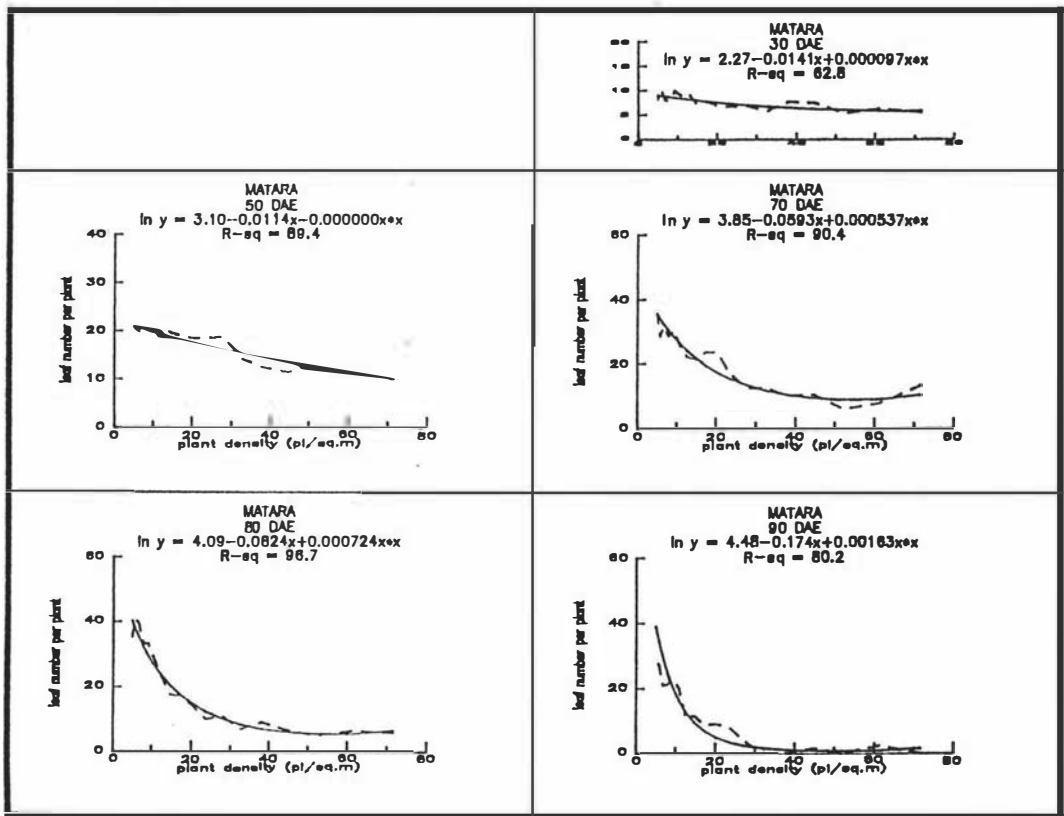 MATARA
30 DAE
ln y = 2.27-0.0141x+0.000097x*x
R-sq = 62.8
20
15
10
5
0
MATARA
50 DAE
ln y = 3.10-0.0114x-0.000000x*x
R-sq = 89.4
40
30
20
10
0
leaf number per plant
0 20 40 60 80
plant density (pl/sq.m)
MATARA
70 DAE
ln y = 3.85-0.0593x+0.000537x*x
R-sq = 90.4
60
40
20
0
leaf number per plant
0 20 40 60 80
plant density (pl/sq.m)
MATARA
80 DAE
ln y = 4.09-0.0824x+0.000724x*x
R-sq = 96.7
60
40
20
0
leaf number per plant
0 20 40 60 80
plant density (pl/sq.m)
MATARA
90 DAE
ln y = 4.48-0.174x+0.00163x*x
R-sq = 80.2
60
40
20
0
leaf number per plant
0 20 40 60 80
plant density (pl/sq.m)